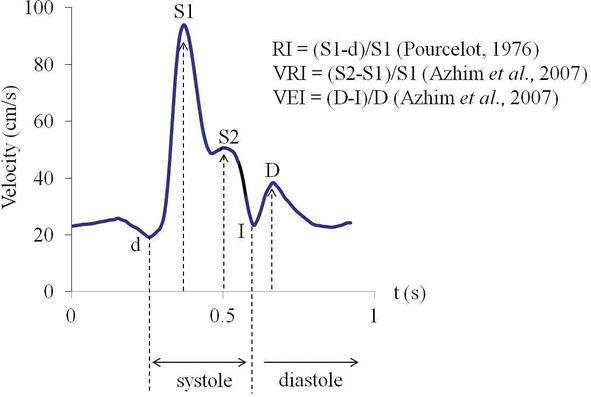 100
S1
RI = (S1-d)/S1 (Pourcelot, 1976)
VRI = (S2-S1)/S1 (Azhim et al., 2007)
VEI = (D-I)/D (Azhim et al., 2007)
80
60
40
20
0
Velocity (cm/s)
S2
D
d
I
t (s)
0
0.5
1
systole
diastole